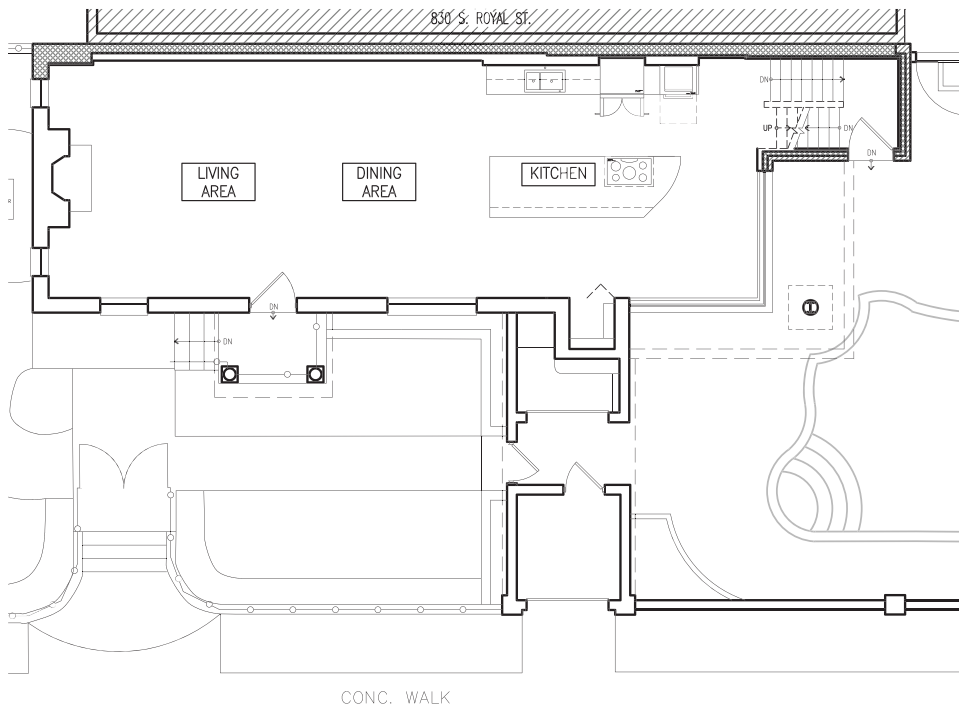 830 S. ROYAL ST.
DN
UP
DN
DN
LIVING
AREA
DINING
AREA
KITCHEN
DN
DN
CONC. WALK